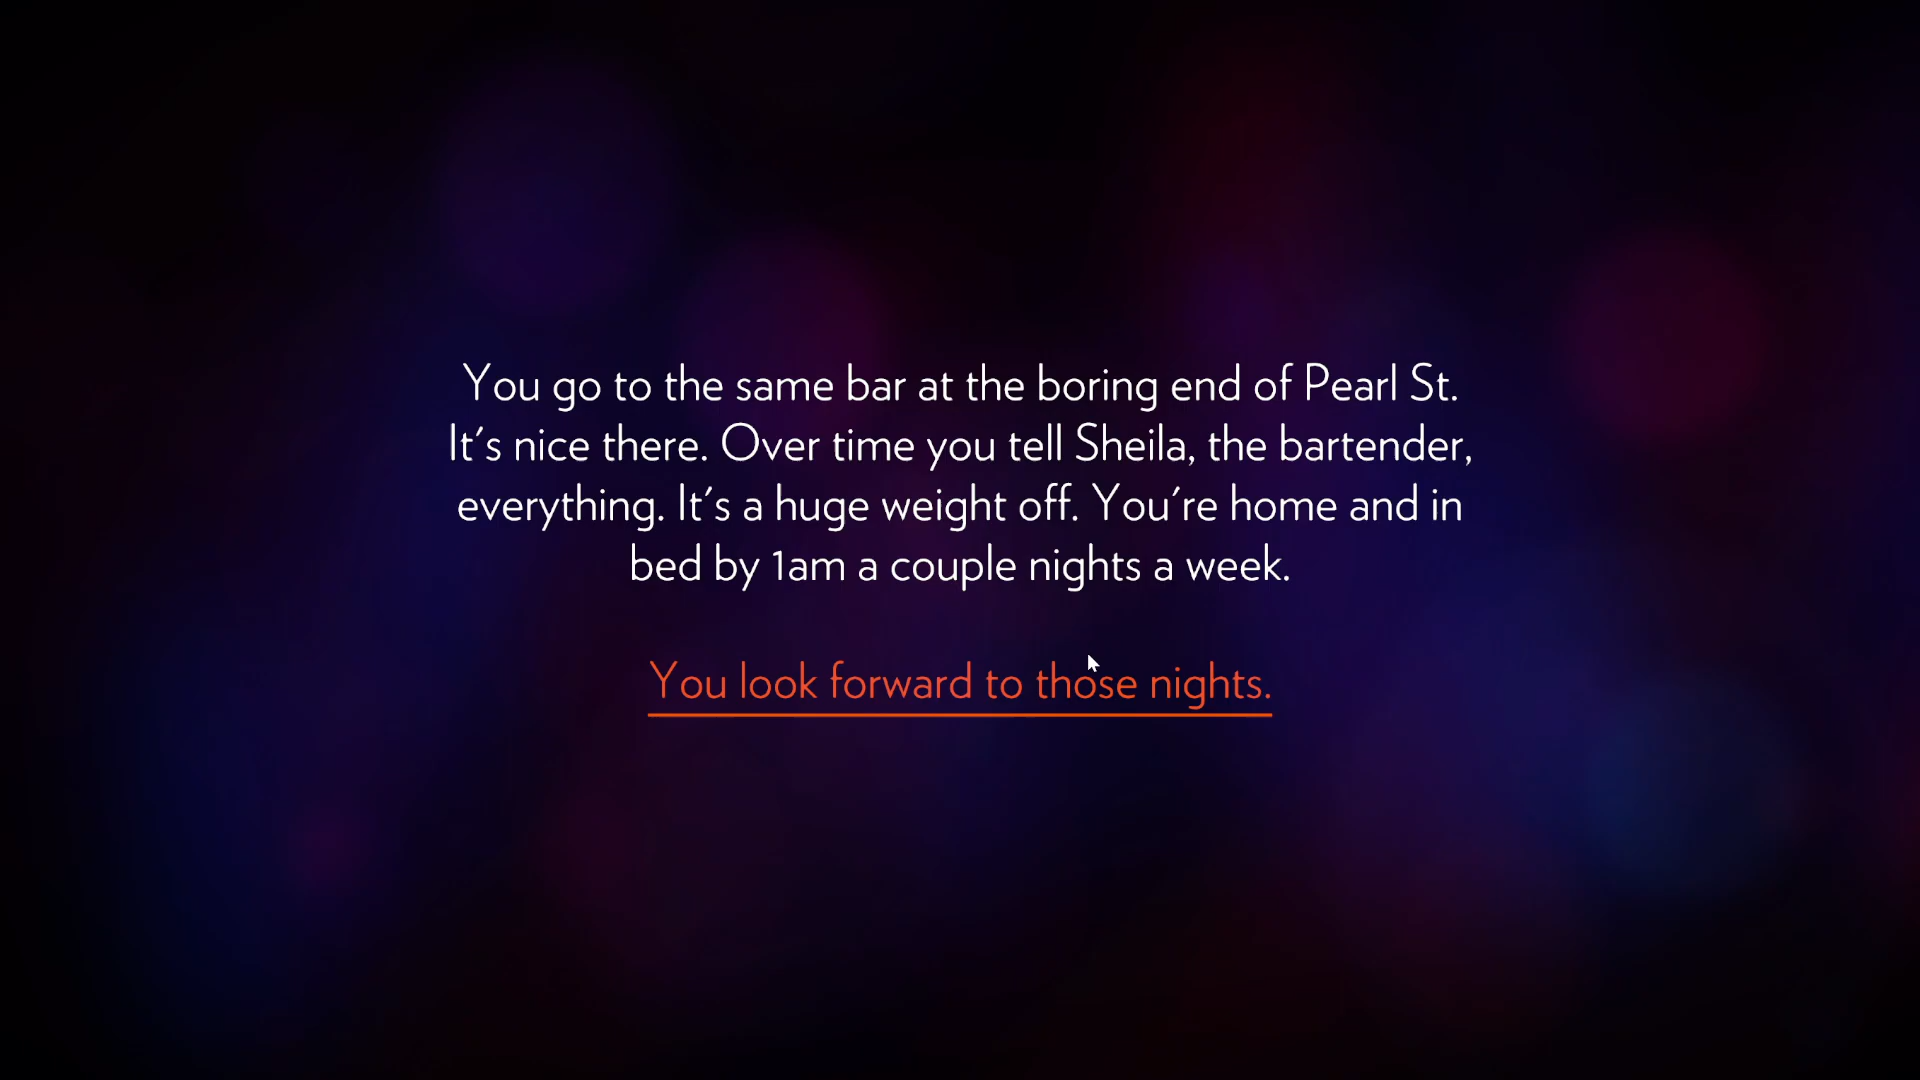 You go to the same bar at the boring end of Pearl St.
It's nice there. Over time you tell Sheila, the bartender,
everything. It's a huge weight off. You're home and in
bed by 1am a couple nights a week.
You look forward to those nights.